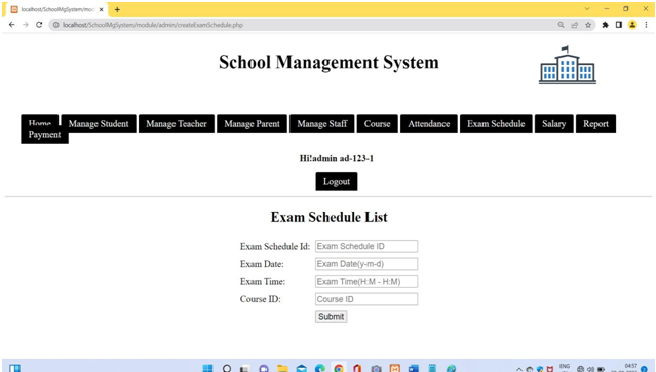 localhost/SchoolMgSystem/mod
localhost/SchoolMgSystem/module/admin/createExamSchedule.php
School Management System
Home Manage Student Manage Teacher Manage Parent Manage Staff Course Attendance Exam Schedule Salary Report
Payment
Hi!admin ad-123-1
Logout
Exam Schedule List
Exam Schedule Id: Exam Schedule ID
Exam Date: Exam Date(y-m-d)
Exam Time: Exam Time(H:M - H:M)
Course ID: Course ID
Submit
ENG 04:57